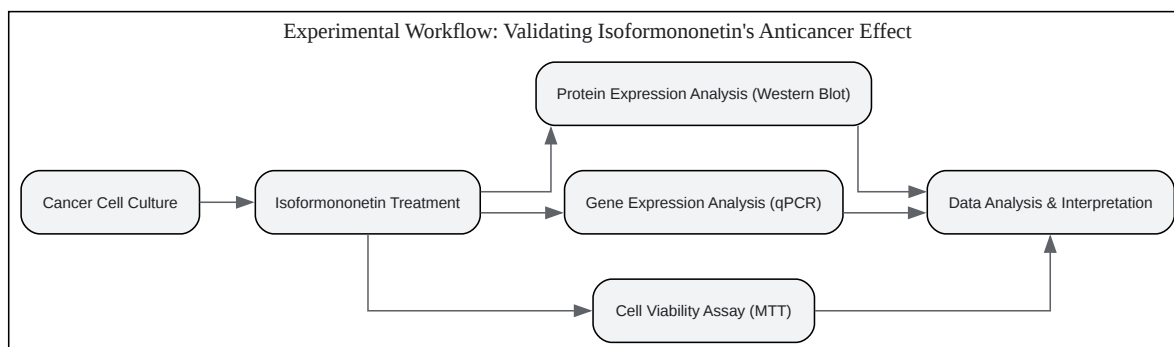 Experimental Workflow: Validating Isoformononetin's Anticancer Effect
Protein Expression Analysis (Western Blot)
Cancer Cell Culture
Isoformononetin Treatment
Gene Expression Analysis (qPCR)
Data Analysis & Interpretation
Cell Viability Assay (MTT)